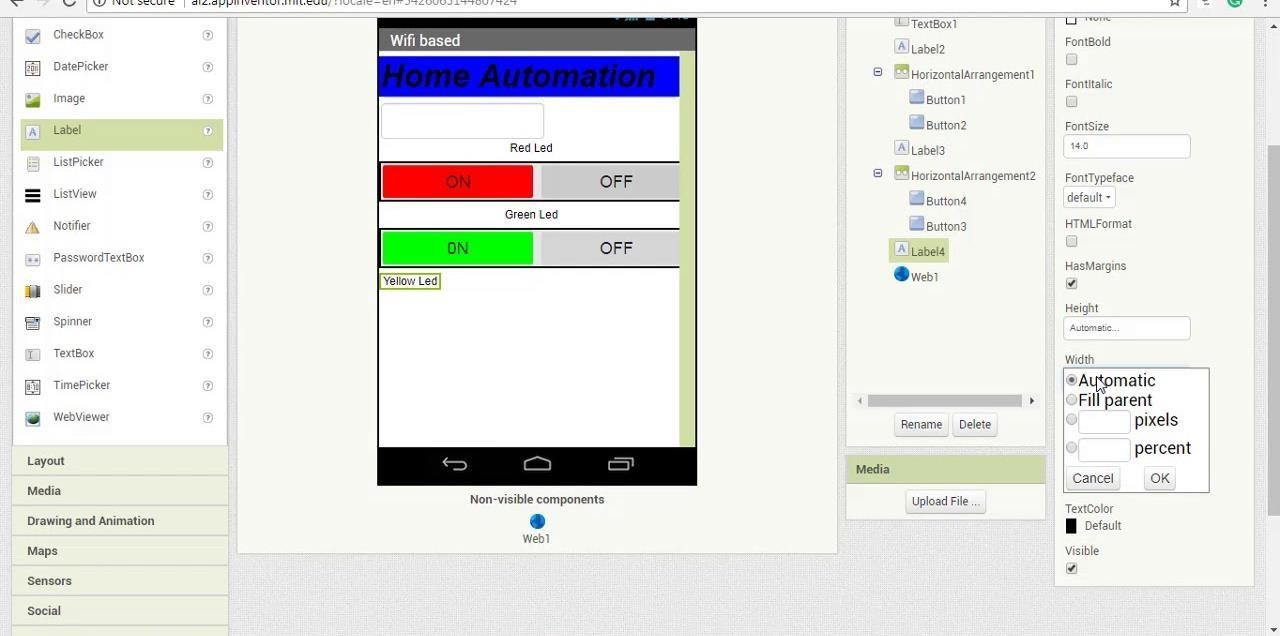 Not secure
ai2.appinventor.mit.edu/?locale=en#5426063144807424
CheckBox
DatePicker
Image
Label
ListPicker
ListView
Notifier
PasswordTextBox
Slider
Spinner
TextBox
TimePicker
WebViewer
Layout
Media
Drawing and Animation
Maps
Sensors
Social
Wifi based
Home Automation
Red Led
ON OFF
Green Led
0N OFF
Yellow Led
Non-visible components
Web1
TextBox1
Label2
HorizontalArrangement1
Button1
Button2
Label3
HorizontalArrangement2
Button4
Button3
Label4
Web1
Rename Delete
Media
Upload File ...
None
FontBold
FontItalic
FontSize
14.0
FontTypeface
default
HTMLFormat
HasMargins
Height
Automatic...
Width
Automatic
Fill parent
pixels
percent
Cancel OK
TextColor
Default
Visible